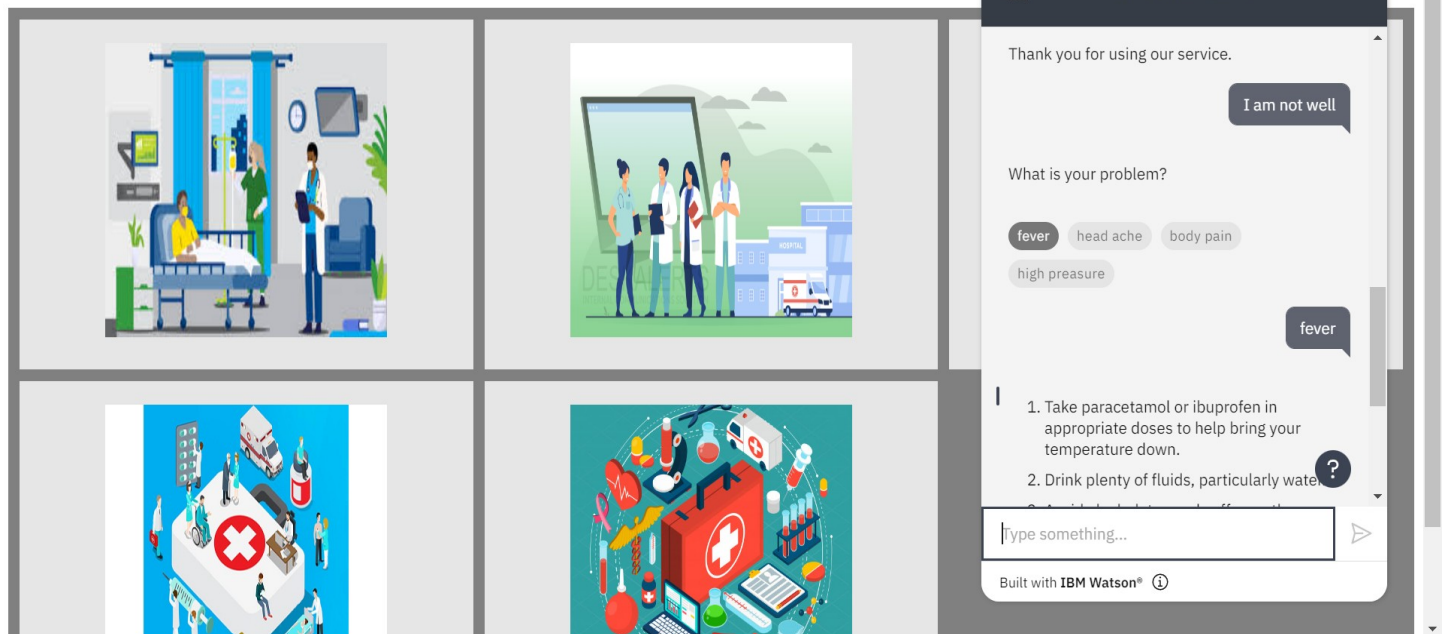 Thank you for using our service.
I am not well
What is your problem?
fever
head ache
body pain
high preasure
fever
1. Take paracetamol or ibuprofen in
appropriate doses to help bring your
temperature down.
2. Drink plenty of fluids, particularly
?
Type something...
Built with IBM Watson®
HOSPITAL